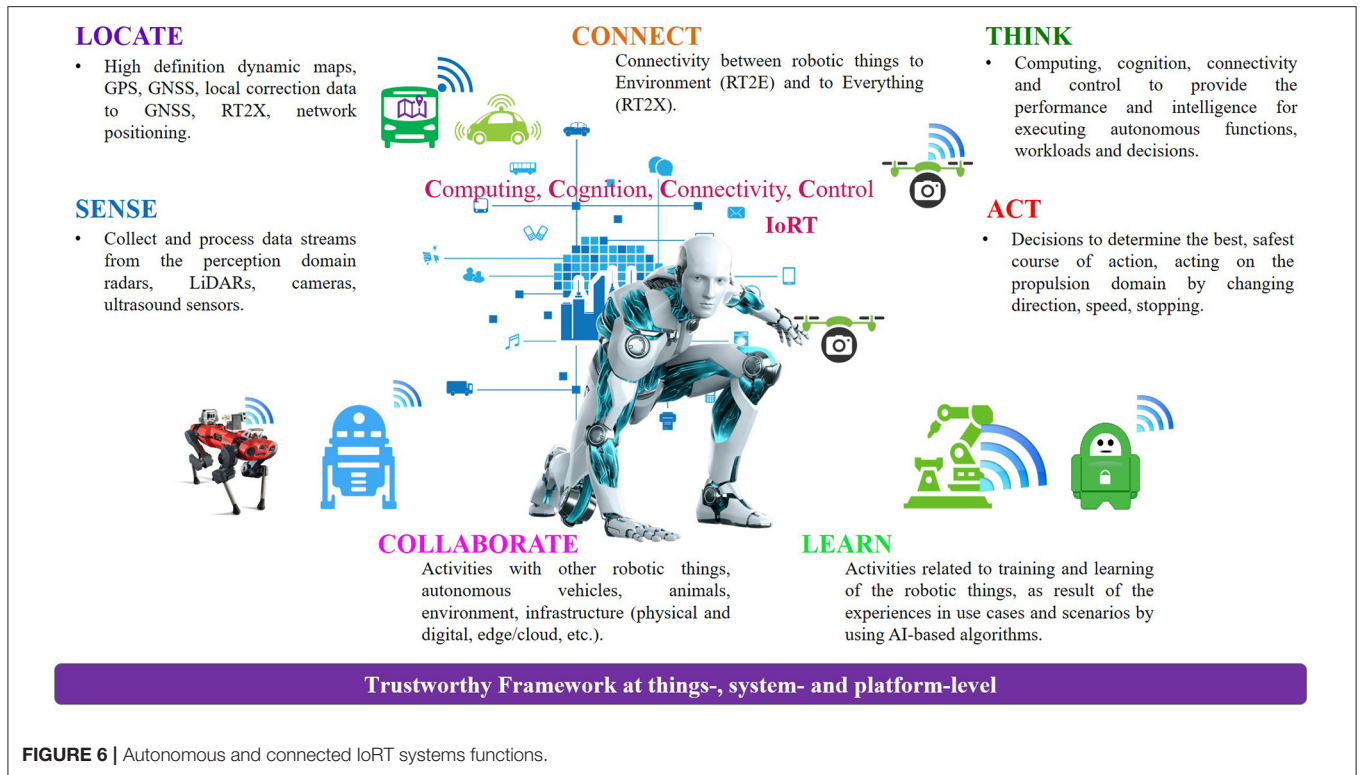 LOCATE
• High definition dynamic maps,
GPS, GNSS, local correction data
to GNSS, RT2X, network
positioning.
CONNECT
Connectivity between robotic things to
Environment (RT2E) and to Everything
(RT2X).
THINK
• Computing, cognition, connectivity
and control to provide the
performance and intelligence for
executing autonomous functions,
workloads and decisions.
Computing, Cognition, Connectivity, Control
IoRT
SENSE
• Collect and process data streams
from the perception domain
radars, LiDARs, cameras,
ultrasound sensors.
ACT
• Decisions to determine the best, safest
course of action, acting on the
propulsion domain by changing
direction, speed, stopping.
COLLABORATE
Activities with other robotic things,
autonomous vehicles, animals,
environment, infrastructure (physical and
digital, edge/cloud, etc.).
LEARN
Activities related to training and learning
of the robotic things, as result of the
experiences in use cases and scenarios by
using AI-based algorithms.
Trustworthy Framework at things-, system- and platform-level
FIGURE 6 | Autonomous and connected IoRT systems functions.